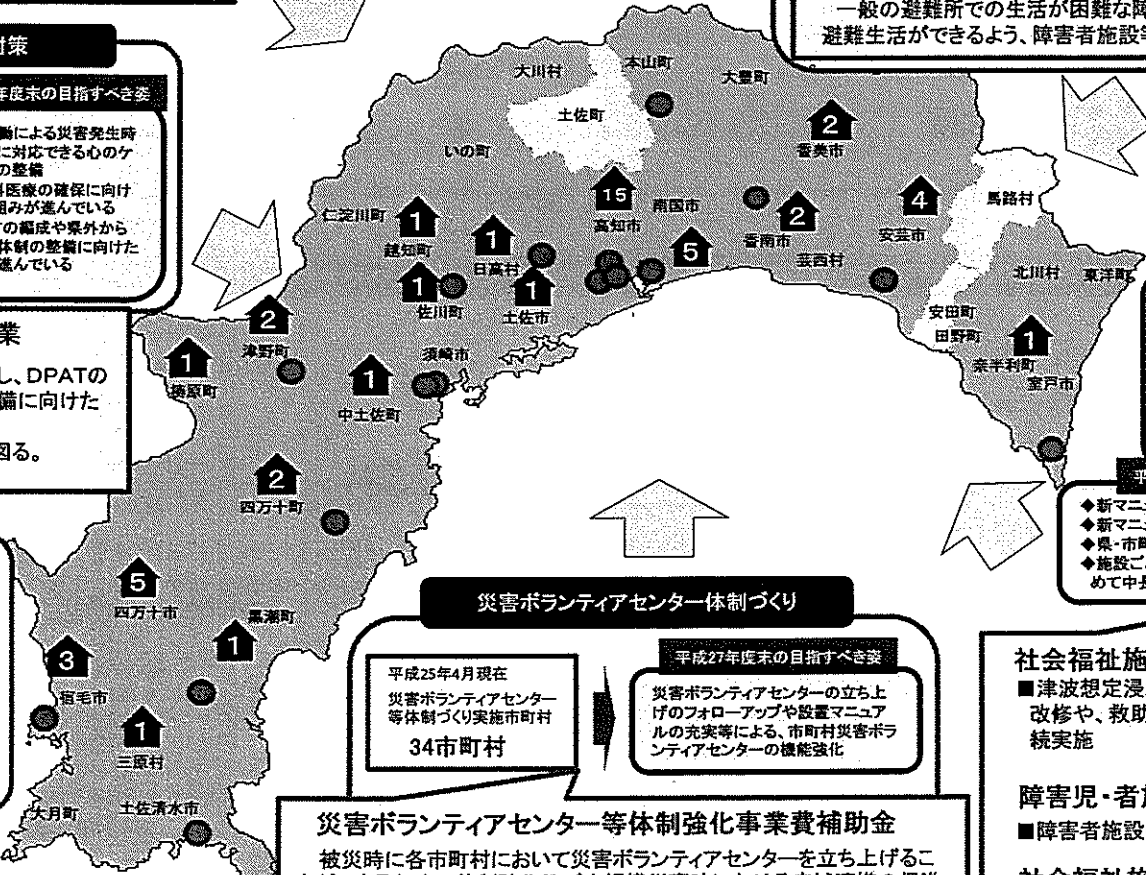 一般の避難所での生活が困難な障
避難生活ができるよう、障害者施設等
対策
年度末の目指すべき姿
働による災害発生時
に対応できる心のケ
の整備
科医療の確保に向け
組みが進んでいる
の編成や県外から
体制の整備に向けた
進んでいる
業
し、DPATの
備に向けた
図る。
大川村
本山町
大豊町
土佐町
2
香美市
いの町
15
高知市
南国市
5
2
香南市
4
安芸市
馬路村
仁淀川町
1
越知町
1
日高村
芸西村
北川村
東洋町
1
佐川町
1
土佐市
安田町
田野町
1
奈半利町
室戸市
2
津野町
1
梼原町
須崎市
1
中土佐町
2
四万十町
5
四万十市
黒潮町
1
3
宿毛市
1
三原村
大月町
土佐清水市
◆新マニュ
◆新マニュ
◆県・市町
◆施設ご
めて中長
災害ボランティアセンター体制づくり
平成25年4月現在
災害ボランティアセンター
等体制づくり実施市町村
34市町村
平成27年度末の目指すべき姿
災害ボランティアセンターの立ち上
げのフォローアップや設置マニュア
ルの充実等による、市町村災害ボラ
ンティアセンターの機能強化
災害ボランティアセンター等体制強化事業費補助金
被災時に各市町村において災害ボランティアセンターを立ち上げるこ
社会福祉施
■津波想定浸
改修や、救助
続実施
障害児・者施
■障害者施設